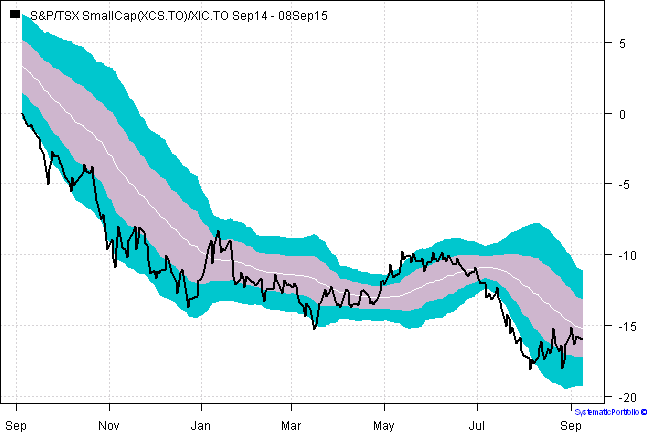 S&P/TSX SmallCap(XCS.TO)/XIC.TO Sep14 - 08Sep15
5
0
-5
-10
-15
-20
Sep Nov Jan Mar May Jul Sep
SystematicPortfolio ©